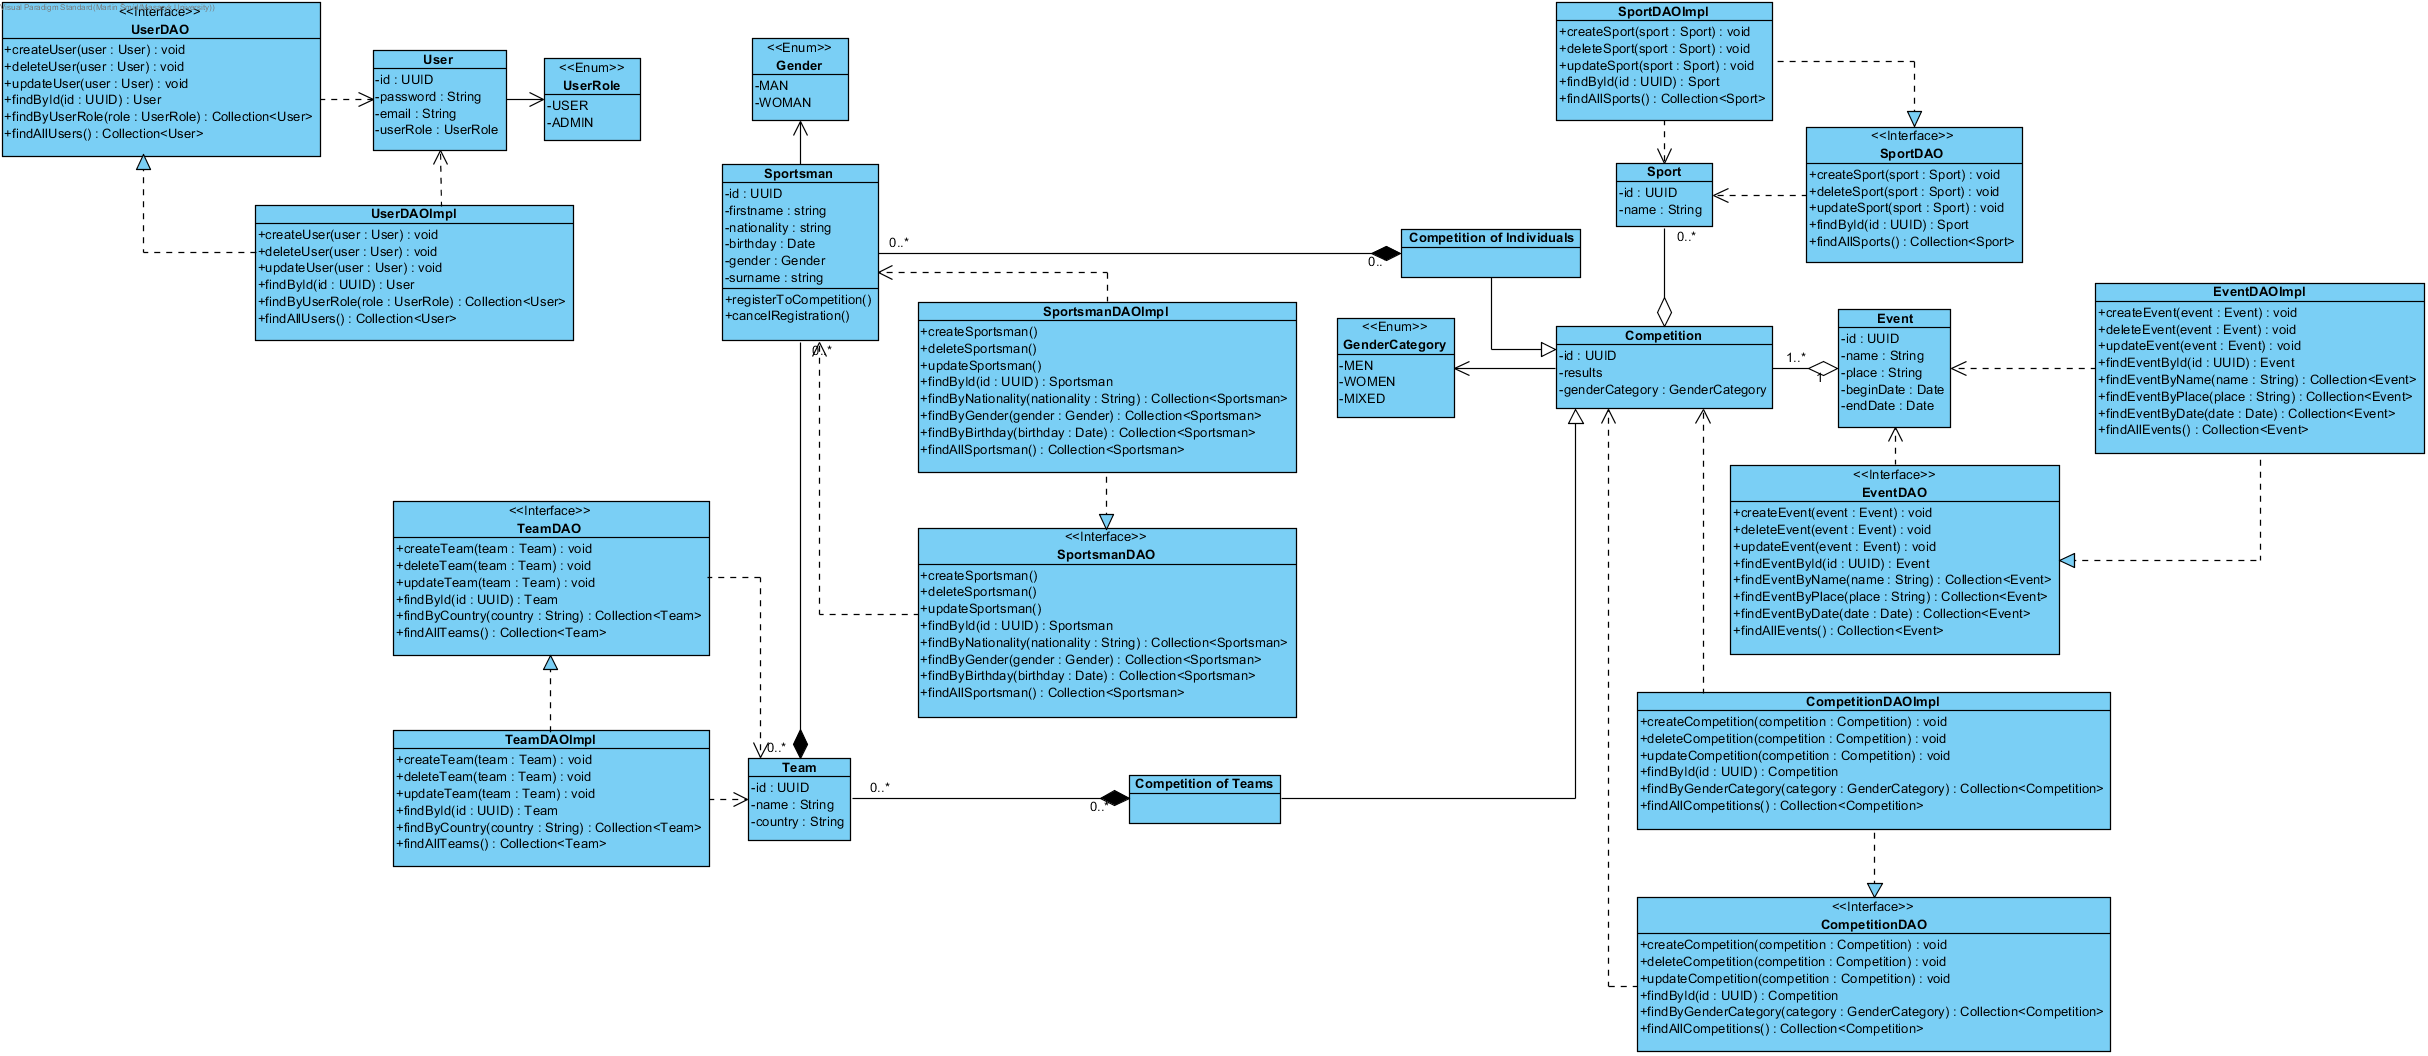 Visual Paradigm Standard(Martin Smid(Masaryk University))
<<Interface>>
UserDAO
+createUser(user : User) : void
+deleteUser(user : User) : void
+updateUser(user : User) : void
+findById(id : UUID) : User
+findByUserRole(role : UserRole) : Collection<User>
+findAllUsers() : Collection<User>
User
-id : UUID
-password : String
-email : String
-userRole : UserRole
<<Enum>>
UserRole
-USER
-ADMIN
UserDAOImpl
+createUser(user : User) : void
+deleteUser(user : User) : void
+updateUser(user : User) : void
+findById(id : UUID) : User
+findByUserRole(role : UserRole) : Collection<User>
+findAllUsers() : Collection<User>
<<Enum>>
Gender
-MAN
-WOMAN
Sportsman
-id : UUID
-firstname : string
-nationality : string
-birthday : Date
-gender : Gender
-surname : string
+registerToCompetition()
+cancelRegistration()
0..*
0..*
0..
Competition of Individuals
SportDAOImpl
+createSport(sport : Sport) : void
+deleteSport(sport : Sport) : void
+updateSport(sport : Sport) : void
+findById(id : UUID) : Sport
+findAllSports() : Collection<Sport>
Sport
-id : UUID
-name : String
0..*
<<Interface>>
SportDAO
+createSport(sport : Sport) : void
+deleteSport(sport : Sport) : void
+updateSport(sport : Sport) : void
+findById(id : UUID) : Sport
+findAllSports() : Collection<Sport>
SportsmanDAOImpl
+createSportsman()
+deleteSportsman()
+updateSportsman()
+findById(id : UUID) : Sportsman
+findByNationality(nationality : String) : Collection<Sportsman>
+findByGender(gender : Gender) : Collection<Sportsman>
+findByBirthday(birthday : Date) : Collection<Sportsman>
+findAllSportsman() : Collection<Sportsman>
<<Enum>>
GenderCategory
-MEN
-WOMEN
-MIXED
Competition
-id : UUID
-results
-genderCategory : GenderCategory
1..*
1
Event
-id : UUID
-name : String
-place : String
-beginDate : Date
-endDate : Date
EventDAOImpl
+createEvent(event : Event) : void
+deleteEvent(event : Event) : void
+updateEvent(event : Event) : void
+findEventById(id : UUID) : Event
+findEventByName(name : String) : Collection<Event>
+findEventByPlace(place : String) : Collection<Event>
+findEventByDate(date : Date) : Collection<Event>
+findAllEvents() : Collection<Event>
<<Interface>>
EventDAO
+createEvent(event : Event) : void
+deleteEvent(event : Event) : void
+updateEvent(event : Event) : void
+findEventById(id : UUID) : Event
+findEventByName(name : String) : Collection<Event>
+findEventByPlace(place : String) : Collection<Event>
+findEventByDate(date : Date) : Collection<Event>
+findAllEvents() : Collection<Event>
<<Interface>>
TeamDAO
+createTeam(team : Team) : void
+deleteTeam(team : Team) : void
+updateTeam(team : Team) : void
+findById(id : UUID) : Team
+findByCountry(country : String) : Collection<Team>
+findAllTeams() : Collection<Team>
<<Interface>>
SportsmanDAO
+createSportsman()
+deleteSportsman()
+updateSportsman()
+findById(id : UUID) : Sportsman
+findByNationality(nationality : String) : Collection<Sportsman>
+findByGender(gender : Gender) : Collection<Sportsman>
+findByBirthday(birthday : Date) : Collection<Sportsman>
+findAllSportsman() : Collection<Sportsman>
TeamDAOImpl
+createTeam(team : Team) : void
+deleteTeam(team : Team) : void
+updateTeam(team : Team) : void
+findById(id : UUID) : Team
+findByCountry(country : String) : Collection<Team>
+findAllTeams() : Collection<Team>
0..*
Team
-id : UUID
-name : String
-country : String
0..*
0..*
Competition of Teams
CompetitionDAOImpl
+createCompetition(competition : Competition) : void
+deleteCompetition(competition : Competition) : void
+updateCompetition(competition : Competition) : void
+findById(id : UUID) : Competition
+findByGenderCategory(category : GenderCategory) : Collection<Competition>
+findAllCompetitions() : Collection<Competition>
<<Interface>>
CompetitionDAO
+createCompetition(competition : Competition) : void
+deleteCompetition(competition : Competition) : void
+updateCompetition(competition : Competition) : void
+findById(id : UUID) : Competition
+findByGenderCategory(category : GenderCategory) : Collection<Competition>
+findAllCompetitions() : Collection<Competition>